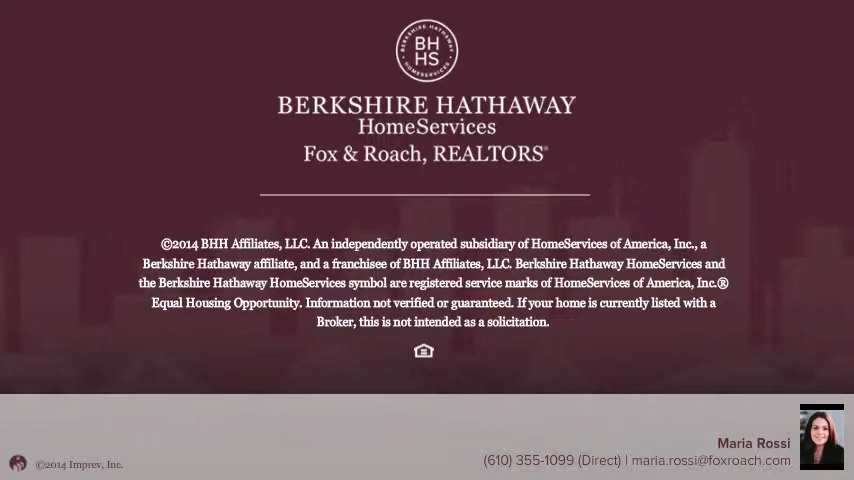 BERKSHIRE HATHAWAY
BH
HS
HOMESERVICES
BERKSHIRE HATHAWAY
HomeServices
Fox & Roach, REALTORS®
©2014 BHH Affiliates, LLC. An independently operated subsidiary of HomeServices of America, Inc., a
Berkshire Hathaway affiliate, and a franchisee of BHH Affiliates, LLC. Berkshire Hathaway HomeServices and
the Berkshire Hathaway HomeServices symbol are registered service marks of HomeServices of America, Inc.®
Equal Housing Opportunity. Information not verified or guaranteed. If your home is currently listed with a
Broker, this is not intended as a solicitation.
Maria Rossi
(610) 355-1099 (Direct) | maria.rossi@foxroach.com
©2014 Imprev, Inc.